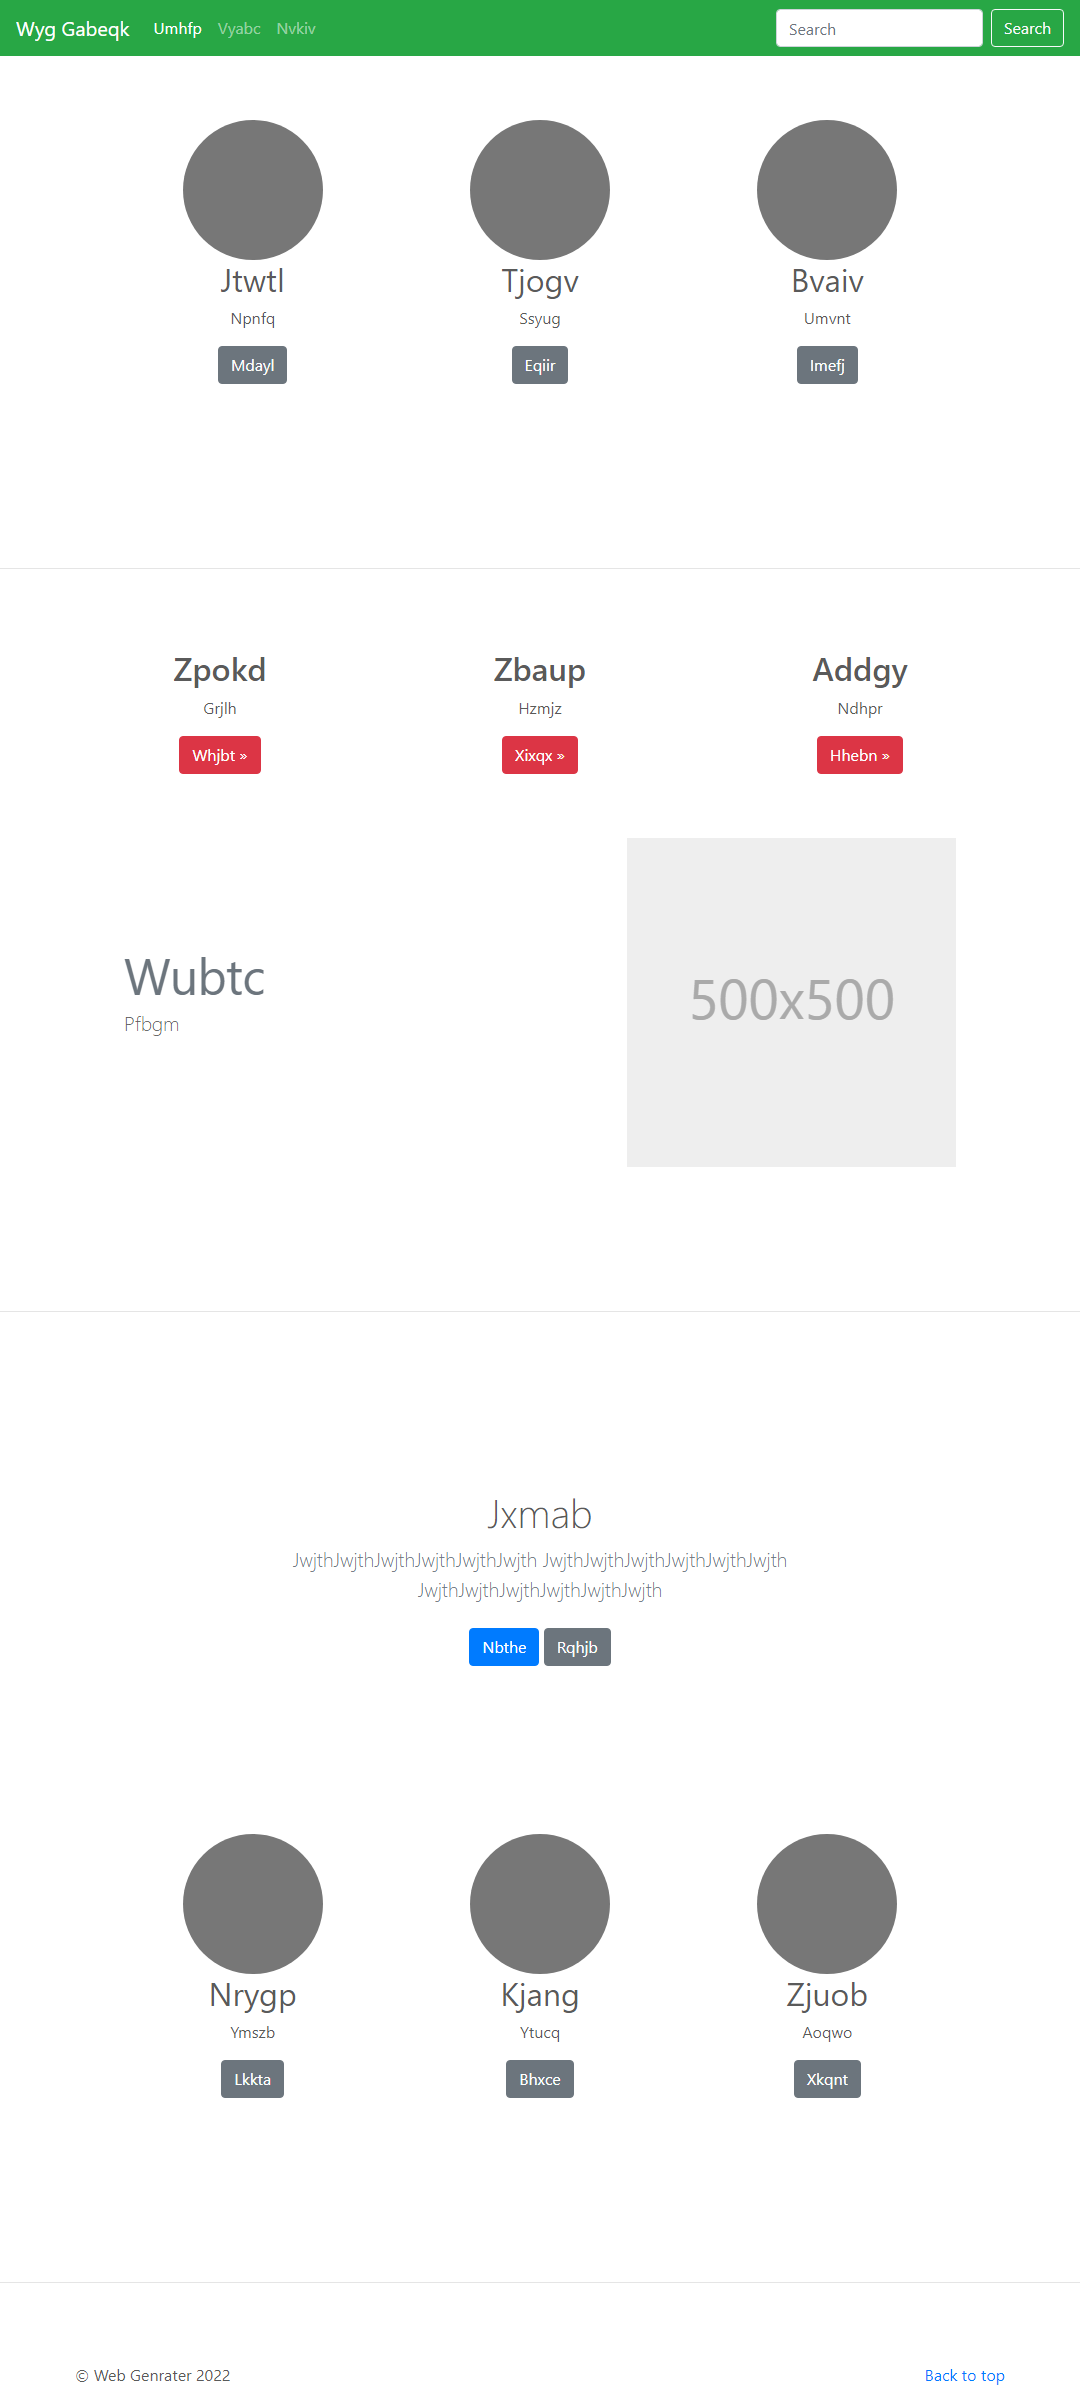 Wyg Gabeqk Umhfp Vyabc Nvkiv Search Search
Jtwtl Tjogv Bvaiv
Npnfq Ssyug Umvnt
Mdayl Eqiir Imefj
Zpokd Zbaup Addgy
Grjlh Hzmjz Ndhpr
Whjbt » Xixqx » Hhebn »
Wubtc
Pfbgm
500x500
Jxmab
JwjthJwjthJwjthJwjthJwjthJwjth JwjthJwjthJwjthJwjthJwjthJwjth
JwjthJwjthJwjthJwjthJwjthJwjth
Nbthe Rqhjb
Nrygp Kjang Zjuob
Ymszb Ytucq Aoqwo
Lkkta Bhxce Xkqnt
© Web Genrater 2022 Back to top